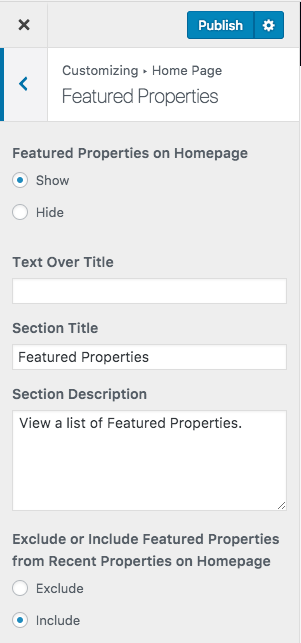 Publish
Customizing ▸ Home Page
Featured Properties
Featured Properties on Homepage
Show
Hide
Text Over Title
Section Title
Featured Properties
Section Description
View a list of Featured Properties.
Exclude or Include Featured Properties
from Recent Properties on Homepage
Exclude
Include